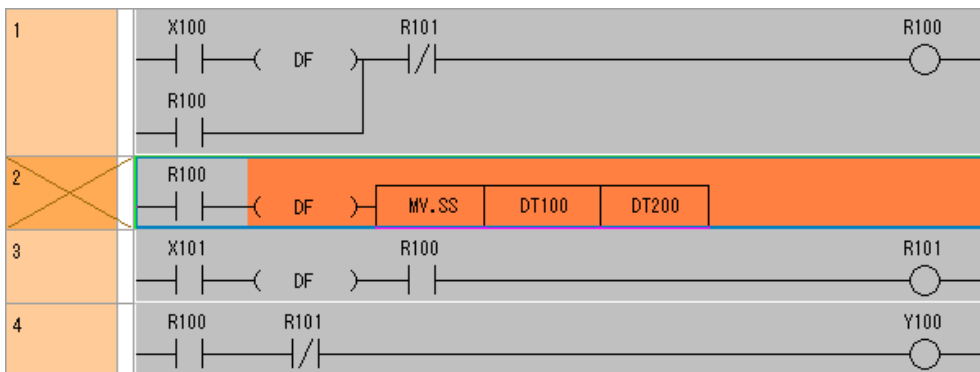 1 X100 R101 R100
DF
R100
2 R100
DF MV.SS DT100 DT200
3 X101 R100 R101
DF
4 R100 R101 Y100